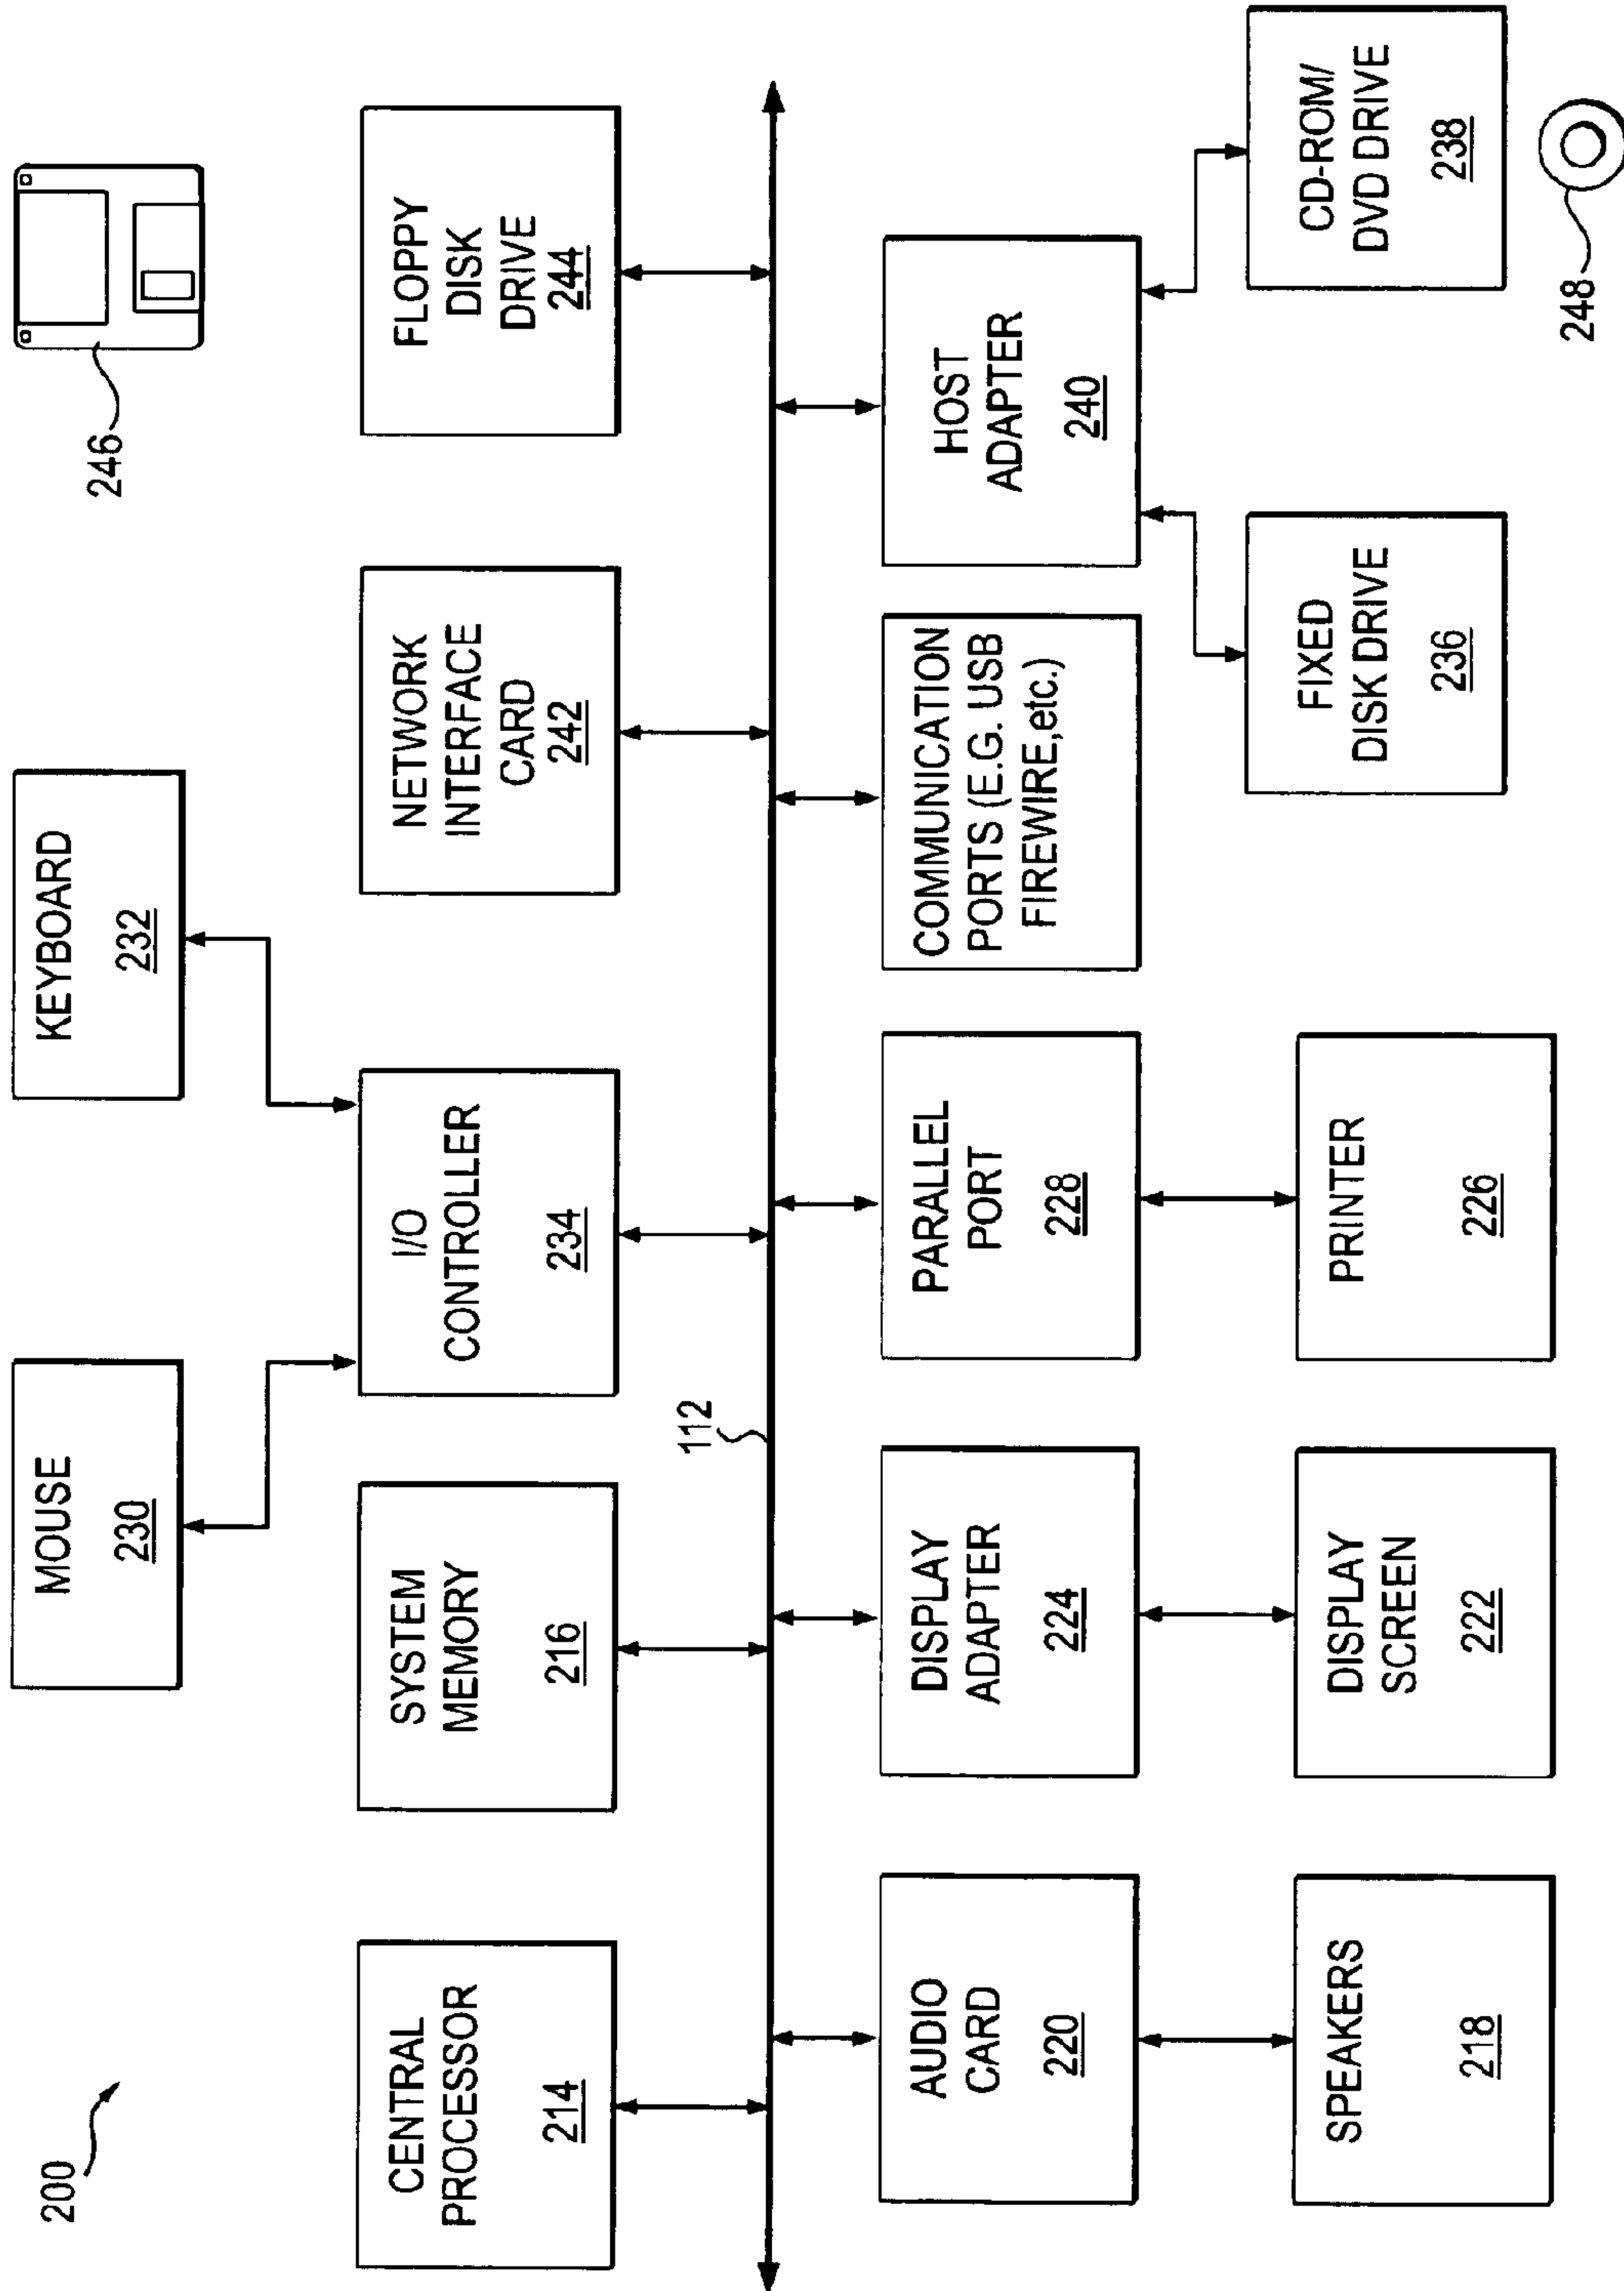 200
246
MOUSE
230
KEYBOARD
232
CENTRAL
PROCESSOR
214
SYSTEM
MEMORY
216
I/O
CONTROLLER
234
NETWORK
INTERFACE
CARD
242
FLOPPY
DISK
DRIVE
244
112
AUDIO
CARD
220
DISPLAY
ADAPTER
224
PARALLEL
PORT
228
COMMUNICATION
PORTS (E.G. USB
FIREWIRE,etc.)
HOST
ADAPTER
240
SPEAKERS
218
DISPLAY
SCREEN
222
PRINTER
226
FIXED
DISK DRIVE
236
CD-ROM/
DVD DRIVE
238
248